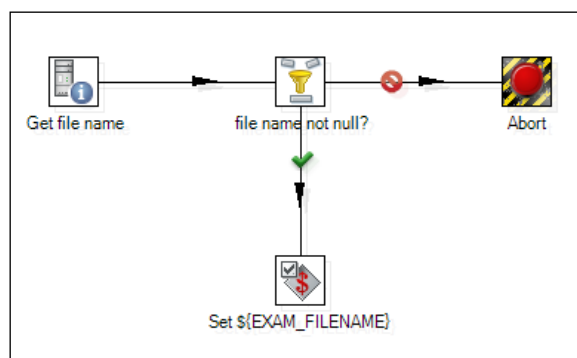 Get file name
file name not null?
Abort
Set ${EXAM_FILENAME}